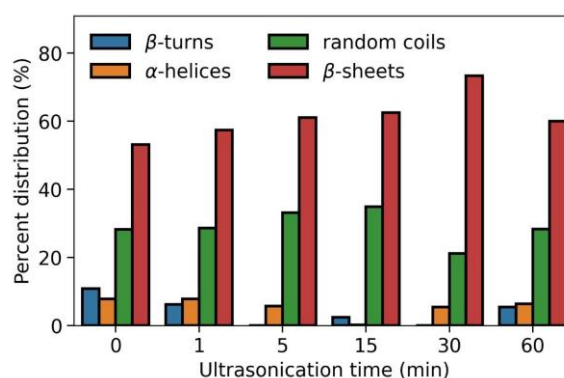 β-turns
α-helices
random coils
β-sheets
Percent distribution (%)
80
60
40
20
0
0 1 5 15 30 60
Ultrasonication time (min)